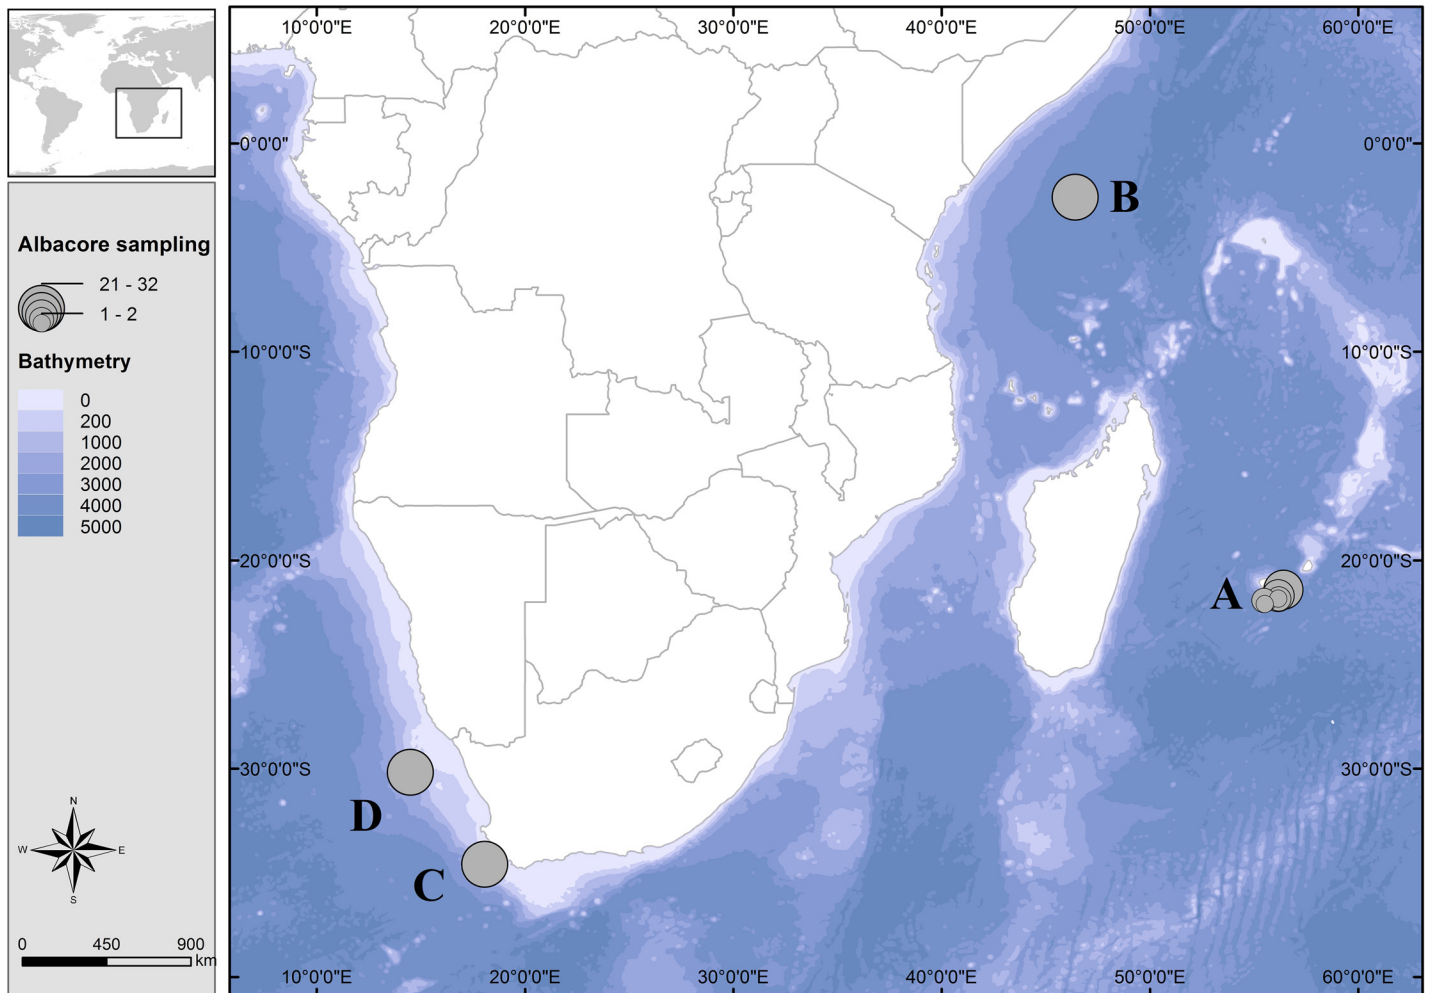 10°0'0"E 20°0'0"E 30°0'0"E 40°0'0"E 50°0'0"E 60°0'0"E
0°0'0" 0°0'0"
B
Albacore sampling
21 - 32
1 - 2
Bathymetry
0
200
1000
2000
3000
4000
5000
10°0'0"S 10°0'0"S
20°0'0"S 20°0'0"S
A
30°0'0"S 30°0'0"S
D
C
N
W E
S
0 450 900
km
10°0'0"E 20°0'0"E 30°0'0"E 40°0'0"E 50°0'0"E 60°0'0"E